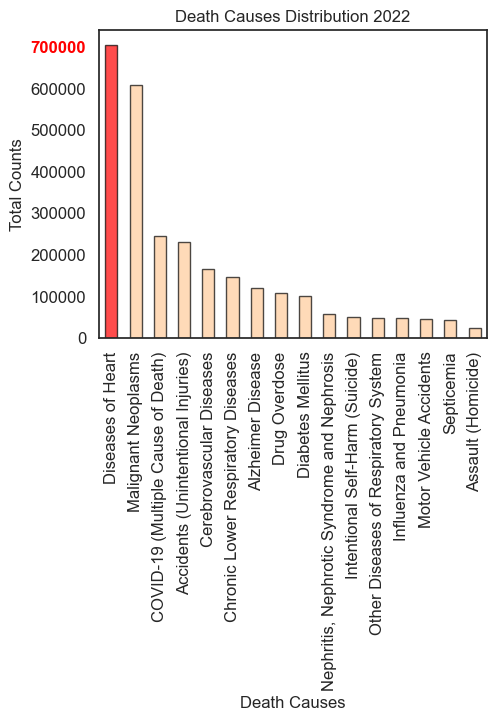 Death Causes Distribution 2022
Total Counts
700000
600000
500000
400000
300000
200000
100000
0
Diseases of Heart
Malignant Neoplasms
COVID-19 (Multiple Cause of Death)
Accidents (Unintentional Injuries)
Cerebrovascular Diseases
Chronic Lower Respiratory Diseases
Alzheimer Disease
Drug Overdose
Diabetes Mellitus
Nephritis, Nephrotic Syndrome and Nephrosis
Intentional Self-Harm (Suicide)
Other Diseases of Respiratory System
Influenza and Pneumonia
Motor Vehicle Accidents
Septicemia
Assault (Homicide)
Death Causes